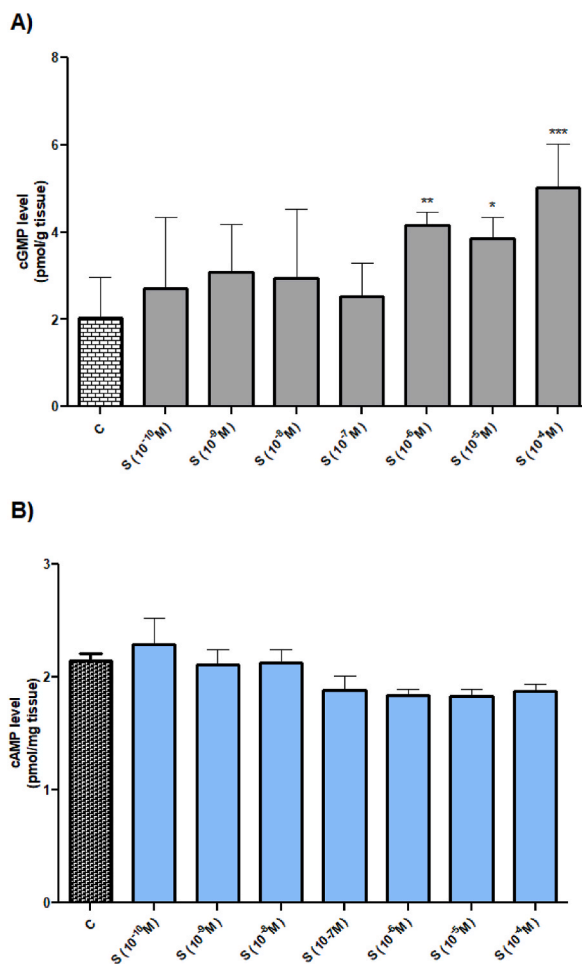 A)
8
6
4
2
0
cGMP level
(pmol/g tissue)
**
*
***
C
S (10⁻¹⁰M)
S (10⁻⁹M)
S (10⁻⁸M)
S (10⁻⁷M)
S (10⁻⁶M)
S (10⁻⁵M)
S (10⁻⁴M)
B)
3
2
1
0
cAMP level
(pmol/mg tissue)
C
S (10⁻¹⁰M)
S (10⁻⁹M)
S (10⁻⁸M)
S (10-7M)
S (10⁻⁶M)
S (10⁻⁵M)
S (10⁻⁴M)